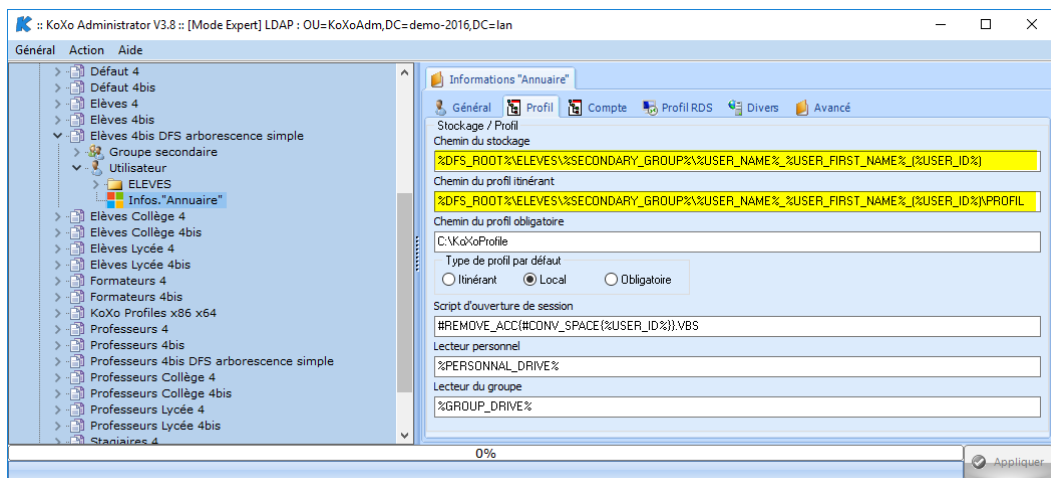 :: KoXo Administrator V3.8 :: [Mode Expert] LDAP : OU=KoXoAdm,DC=demo-2016,DC=lan
Général Action Aide
Défaut 4
Défaut 4bis
Elèves 4
Elèves 4bis
Elèves 4bis DFS arborescence simple
Groupe secondaire
Utilisateur
ELEVES
Infos."Annuaire"
Elèves Collège 4
Elèves Collège 4bis
Elèves Lycée 4
Elèves Lycée 4bis
Formateurs 4
Formateurs 4bis
KoXo Profiles x86 x64
Professeurs 4
Professeurs 4bis
Professeurs 4bis DFS arborescence simple
Professeurs Collège 4
Professeurs Collège 4bis
Professeurs Lycée 4
Professeurs Lycée 4bis
Stagiaires 4
Informations "Annuaire"
Général Profil Compte Profil RDS Divers Avancé
Stockage / Profil
Chemin du stockage
%DFS_ROOT%\ELEVES\%SECONDARY_GROUP%\%USER_NAME%_%USER_FIRST_NAME%_(%USER_ID%)
Chemin du profil itinérant
%DFS_ROOT%\ELEVES\%SECONDARY_GROUP%\%USER_NAME%_%USER_FIRST_NAME%_(%USER_ID%)\PROFIL
Chemin du profil obligatoire
C:\KoXoProfile
Type de profil par défaut
Itinérant Local Obligatoire
Script d'ouverture de session
#REMOVE_ACC{#CONV_SPACE{%USER_ID%}}.VBS
Lecteur personnel
%PERSONNAL_DRIVE%
Lecteur du groupe
%GROUP_DRIVE%
0%
Appliquer